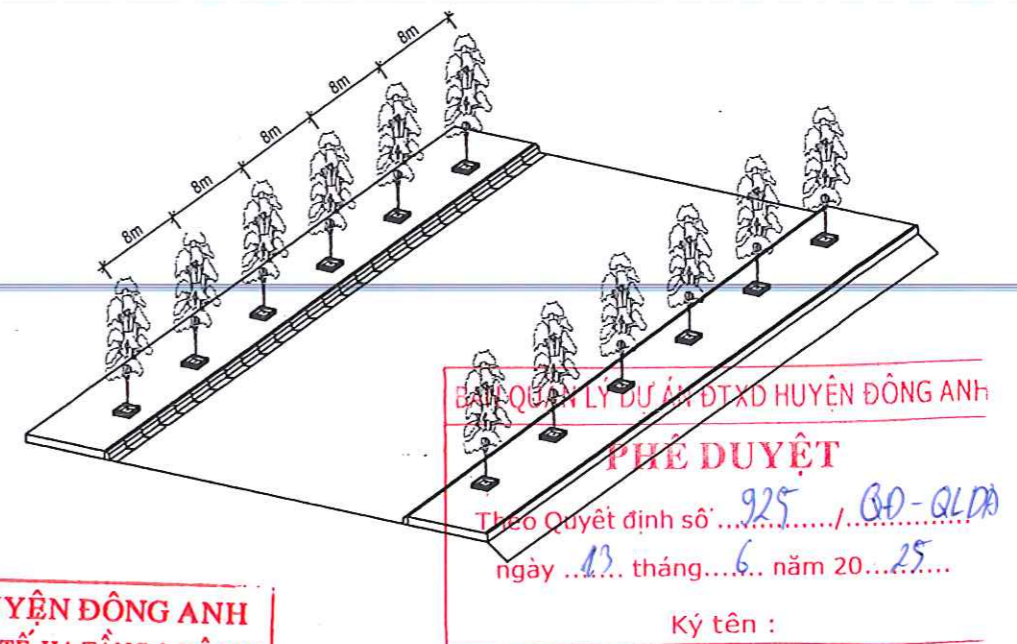 8m
8m
8m
8m
8m
BAN QUẢN LÝ DỰ ÁN ĐTXD HUYỆN ĐÔNG ANH
PHÊ DUYỆT
Theo Quyết định số 925 / QĐ-QLDA
ngày 13 tháng 6 năm 2025
Ký tên :
YỆN ĐÔNG ANH